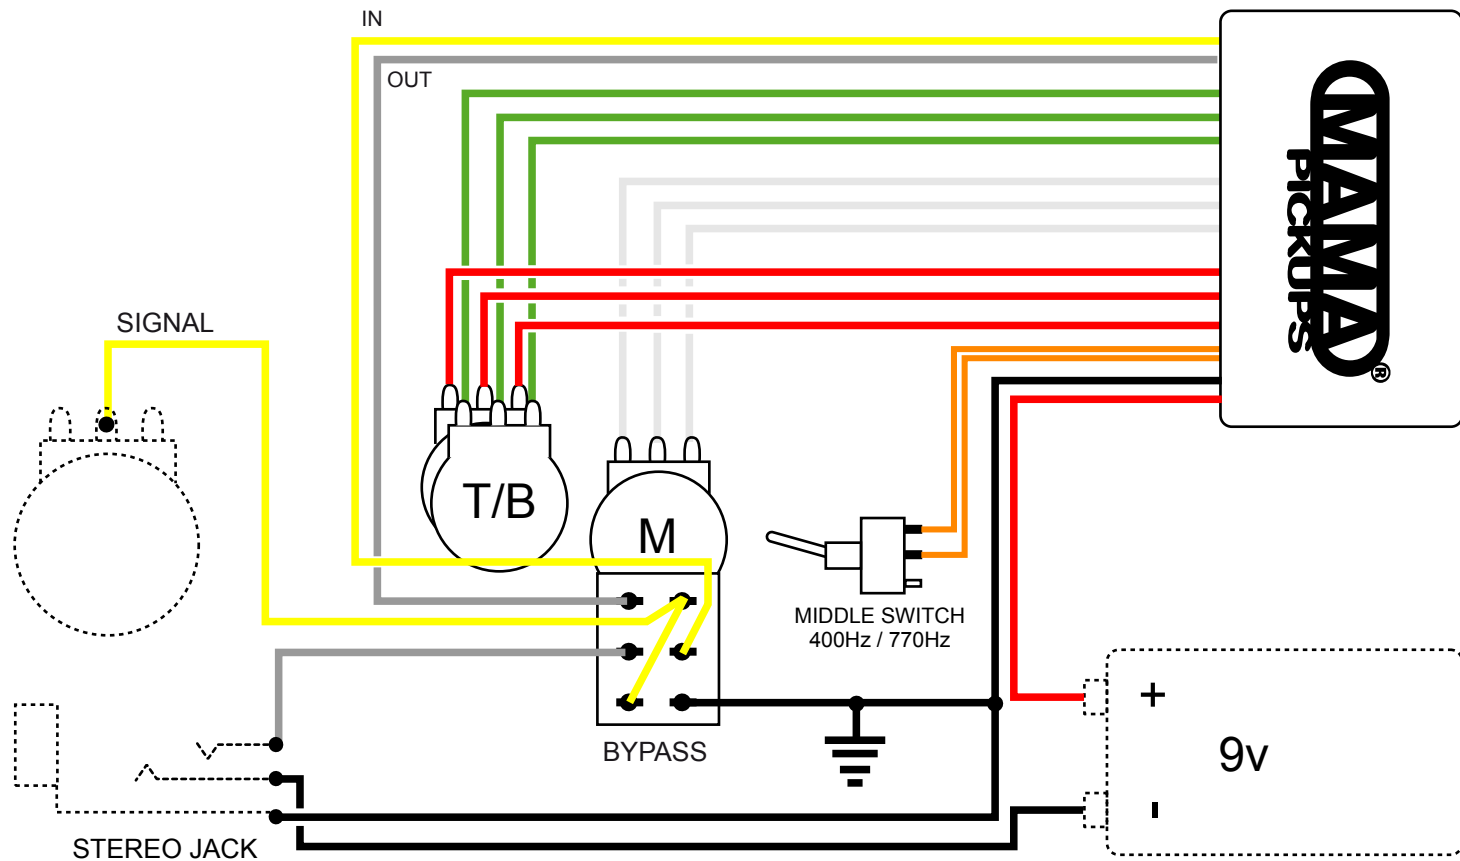 IN
OUT
MAMA
PICKUPS
®
SIGNAL
T/B
M
MIDDLE SWITCH
400Hz / 770Hz
BYPASS
+
9v
-
STEREO JACK